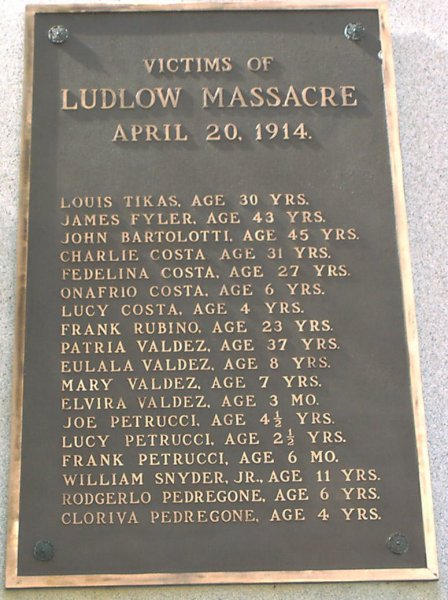 VICTIMS OF
LUDLOW MASSACRE
APRIL 20, 1914.
LOUIS TIKAS, AGE 30 YRS.
JAMES FYLER, AGE 43 YRS.
JOHN BARTOLOTTI, AGE 45 YRS.
CHARLIE COSTA, AGE 31 YRS.
FEDELINA COSTA, AGE 27 YRS.
ONAFRIO COSTA, AGE 6 YRS.
LUCY COSTA, AGE 4 YRS.
FRANK RUBINO, AGE 23 YRS.
PATRIA VALDEZ, AGE 37 YRS.
EULALA VALDEZ, AGE 8 YRS.
MARY VALDEZ, AGE 7 YRS.
ELVIRA VALDEZ, AGE 3 MO.
JOE PETRUCCI, AGE 4½ YRS.
LUCY PETRUCCI, AGE 2½ YRS.
FRANK PETRUCCI, AGE 6 MO.
WILLIAM SNYDER, JR., AGE 11 YRS.
RODGERLO PEDREGONE, AGE 6 YRS.
CLORIVA PEDREGONE, AGE 4 YRS.